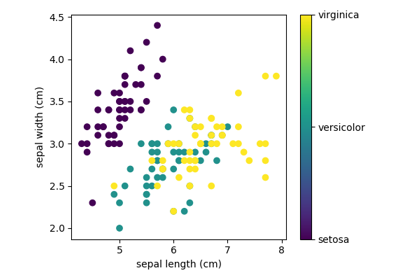 4.5
4.0
3.5
3.0
2.5
2.0
sepal width (cm)
5
6
7
8
sepal length (cm)
virginica
versicolor
setosa